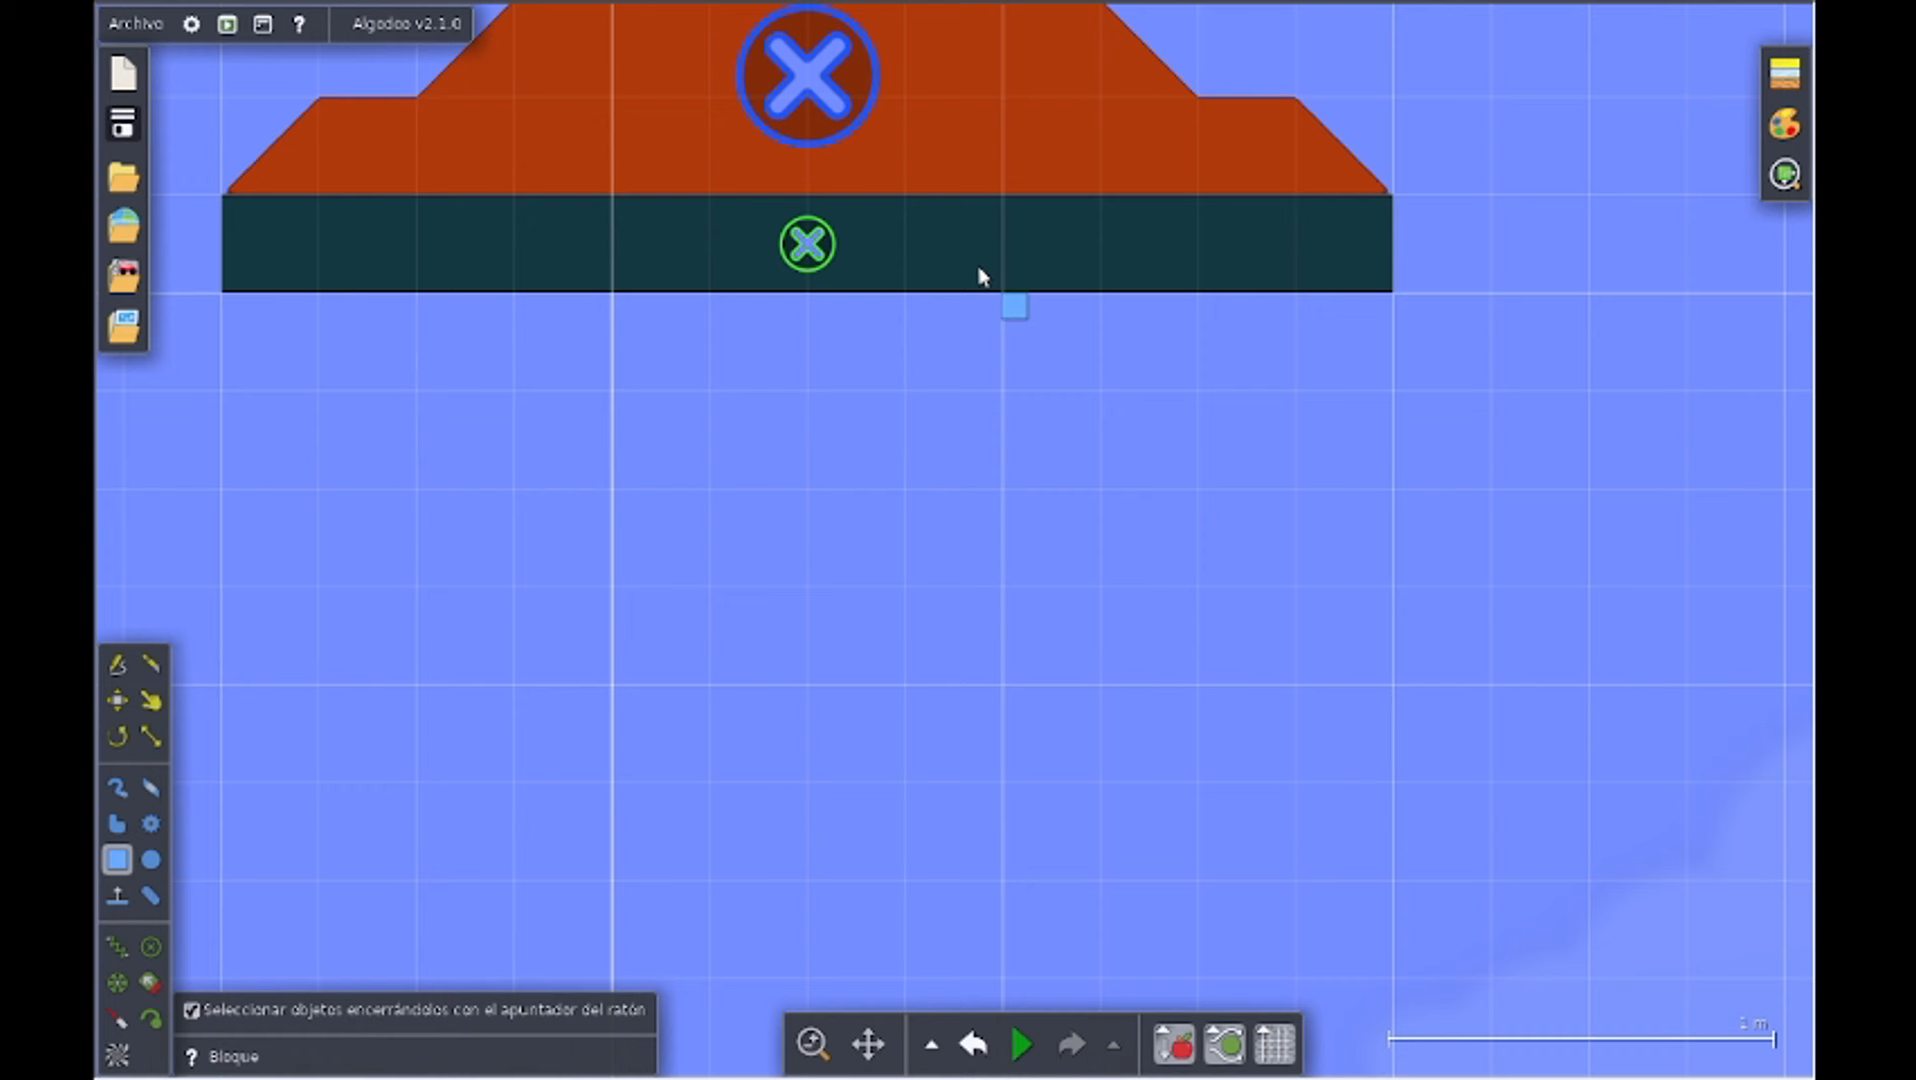 Archivo ? Algodoo v2.1.0
Seleccionar objetos encerrándolos con el apuntador del ratón
? Bloque
1 m